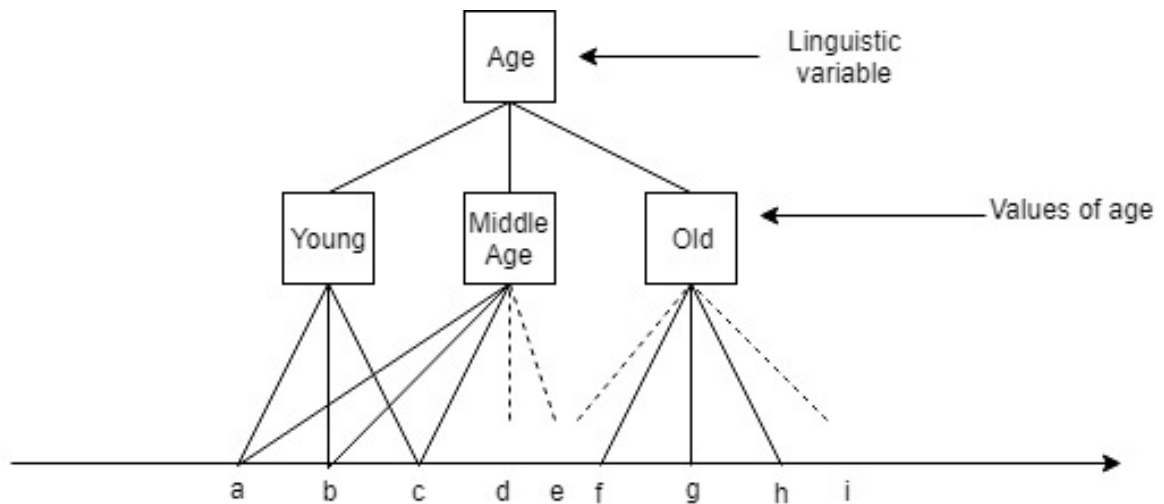 Age
Linguistic
variable
Young
Middle
Age
Old
Values of age
a b c d e f g h i